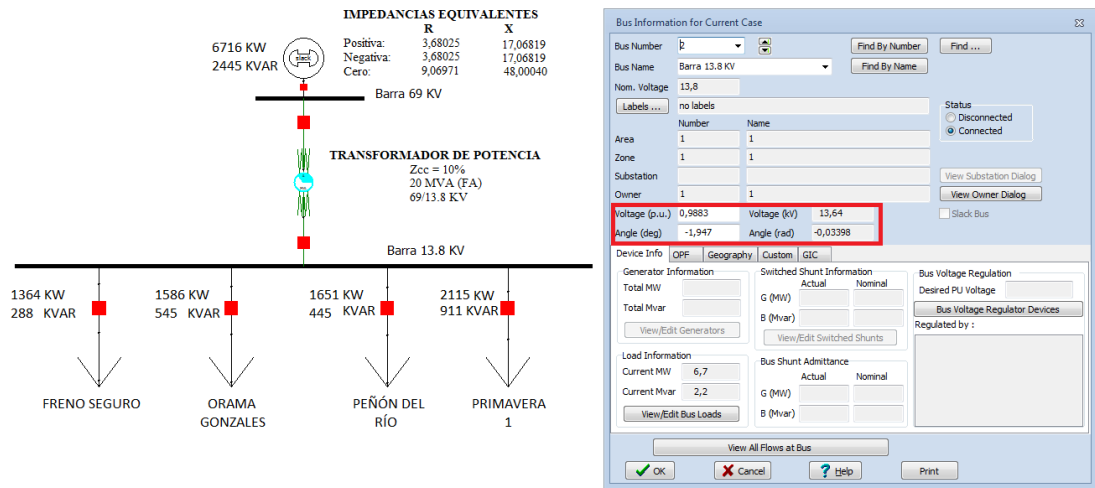 IMPEDANCIAS EQUIVALENTES
R X
Positiva: 3,68025 17,06819
Negativa: 3,68025 17,06819
Cero: 9,06971 48,00040
6716 KW
2445 KVAR
slack
Barra 69 KV
TRANSFORMADOR DE POTENCIA
Zcc = 10%
20 MVA (FA)
69/13.8 KV
Barra 13.8 KV
1364 KW
288 KVAR
1586 KW
545 KVAR
1651 KW
445 KVAR
2115 KW
911 KVAR
FRENO SEGURO
ORAMA
GONZALES
PEÑÓN DEL
RÍO
PRIMAVERA
1
Bus Information for Current Case
Bus Number 2 Find By Number Find ...
Bus Name Barra 13.8 KV Find By Name
Nom. Voltage 13,8
Labels ... no labels
Status
Disconnected
Connected
Number Name
Area 1 1
Zone 1 1
Substation View Substation Dialog
Owner 1 1 View Owner Dialog
Voltage (p.u.) 0,9883 Voltage (kV) 13,64 Slack Bus
Angle (deg) -1,947 Angle (rad) -0,03398
Device Info OPF Geography Custom GIC
Generator Information
Total MW
Total Mvar
View/Edit Generators
Load Information
Current MW 6,7
Current Mvar 2,2
View/Edit Bus Loads
Switched Shunt Information
Actual Nominal
G (MW)
B (Mvar)
View/Edit Switched Shunts
Bus Shunt Admittance
Actual Nominal
G (MW)
B (Mvar)
Bus Voltage Regulation
Desired PU Voltage
Bus Voltage Regulator Devices
Regulated by :
View All Flows at Bus
OK Cancel ? Help Print